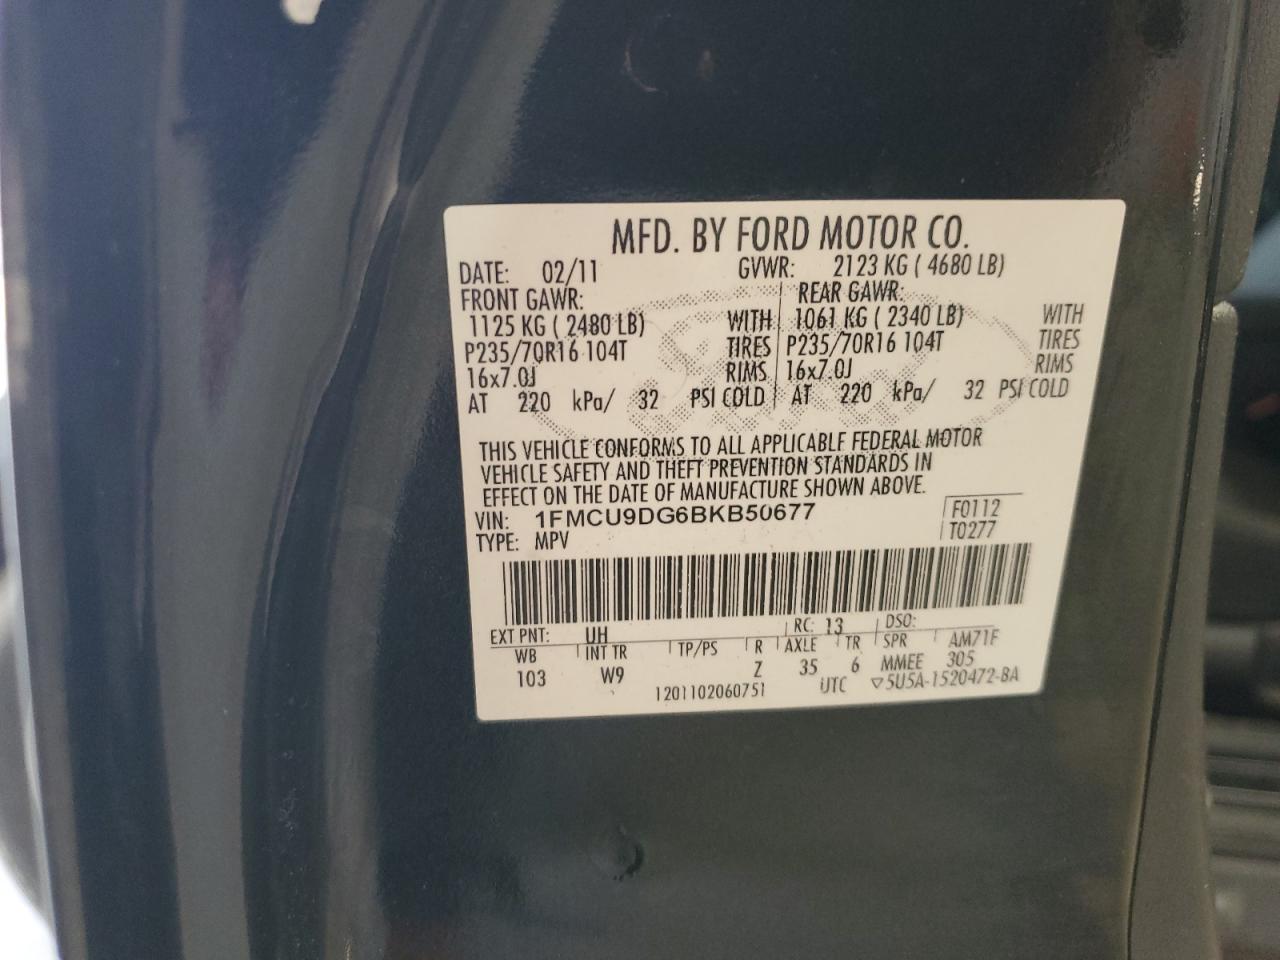 MFD. BY FORD MOTOR CO.
DATE: 02/11 GVWR: 2123 KG ( 4680 LB)
FRONT GAWR: REAR GAWR:
1125 KG ( 2480 LB) WITH 1061 KG ( 2340 LB) WITH
P235/70R16 104T TIRES P235/70R16 104T TIRES
16x7.0J RIMS 16x7.0J RIMS
AT 220 kPa/ 32 PSI COLD AT 220 kPa/ 32 PSI COLD
THIS VEHICLE CONFORMS TO ALL APPLICABLE FEDERAL MOTOR
VEHICLE SAFETY AND THEFT PREVENTION STANDARDS IN
EFFECT ON THE DATE OF MANUFACTURE SHOWN ABOVE.
VIN: 1FMCU9DG6BKB50677 F0112
TYPE: MPV T0277
EXT PNT: UH RC: 13 DSO:
WB INT TR TP/PS R AXLE TR SPR AM71F
103 W9 Z 35 6 MMEE 305
1201102060751 UTC ▽5U5A-1520472-BA